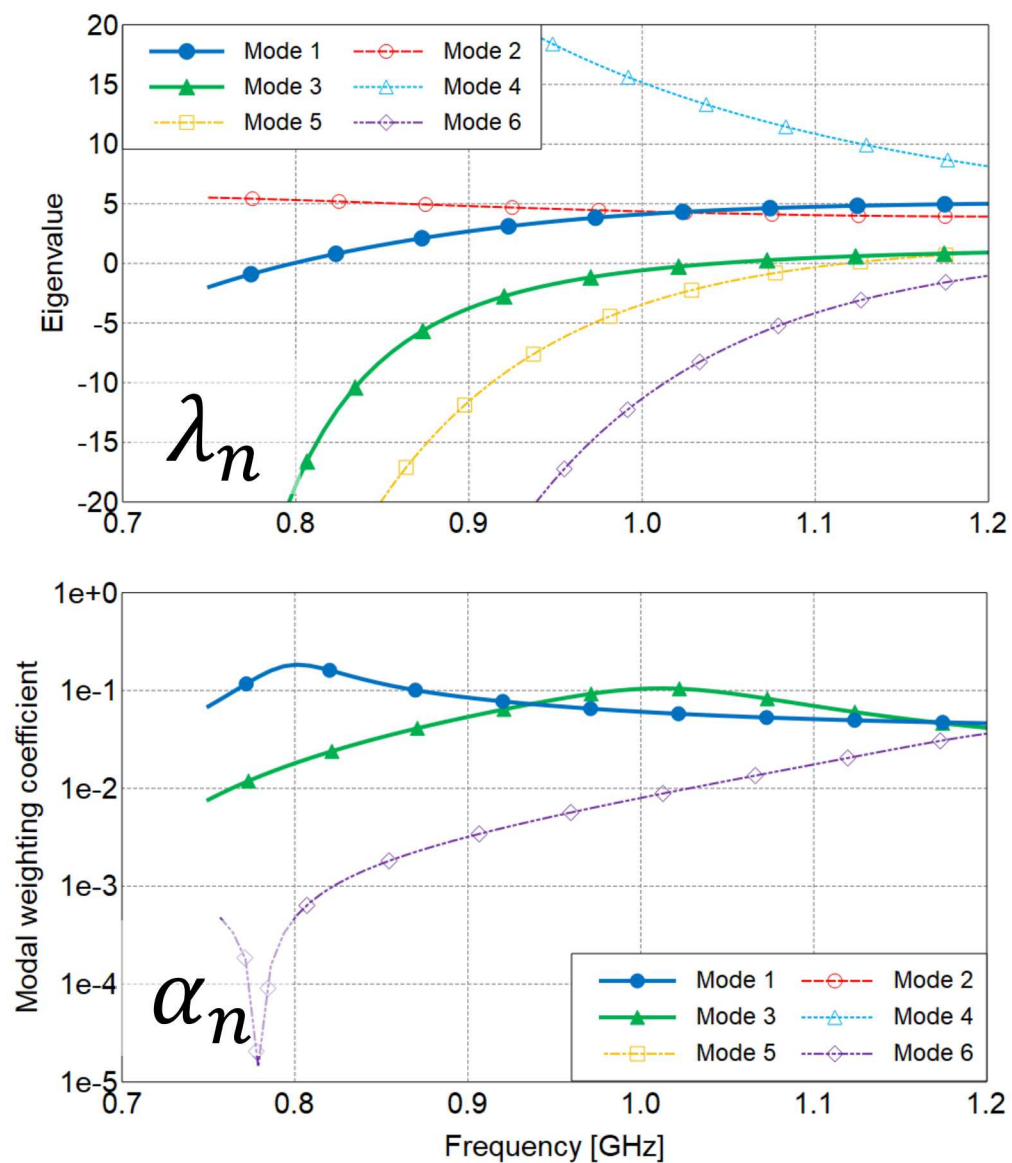 20
15
10
5
0
-5
-10
-15
-20
Eigenvalue
Mode 1 Mode 2
Mode 3 Mode 4
Mode 5 Mode 6
λn
0.7 0.8 0.9 1.0 1.1 1.2
1e+0
1e-1
1e-2
1e-3
1e-4
1e-5
Modal weighting coefficient
αn
Mode 1 Mode 2
Mode 3 Mode 4
Mode 5 Mode 6
0.7 0.8 0.9 1.0 1.1 1.2
Frequency [GHz]